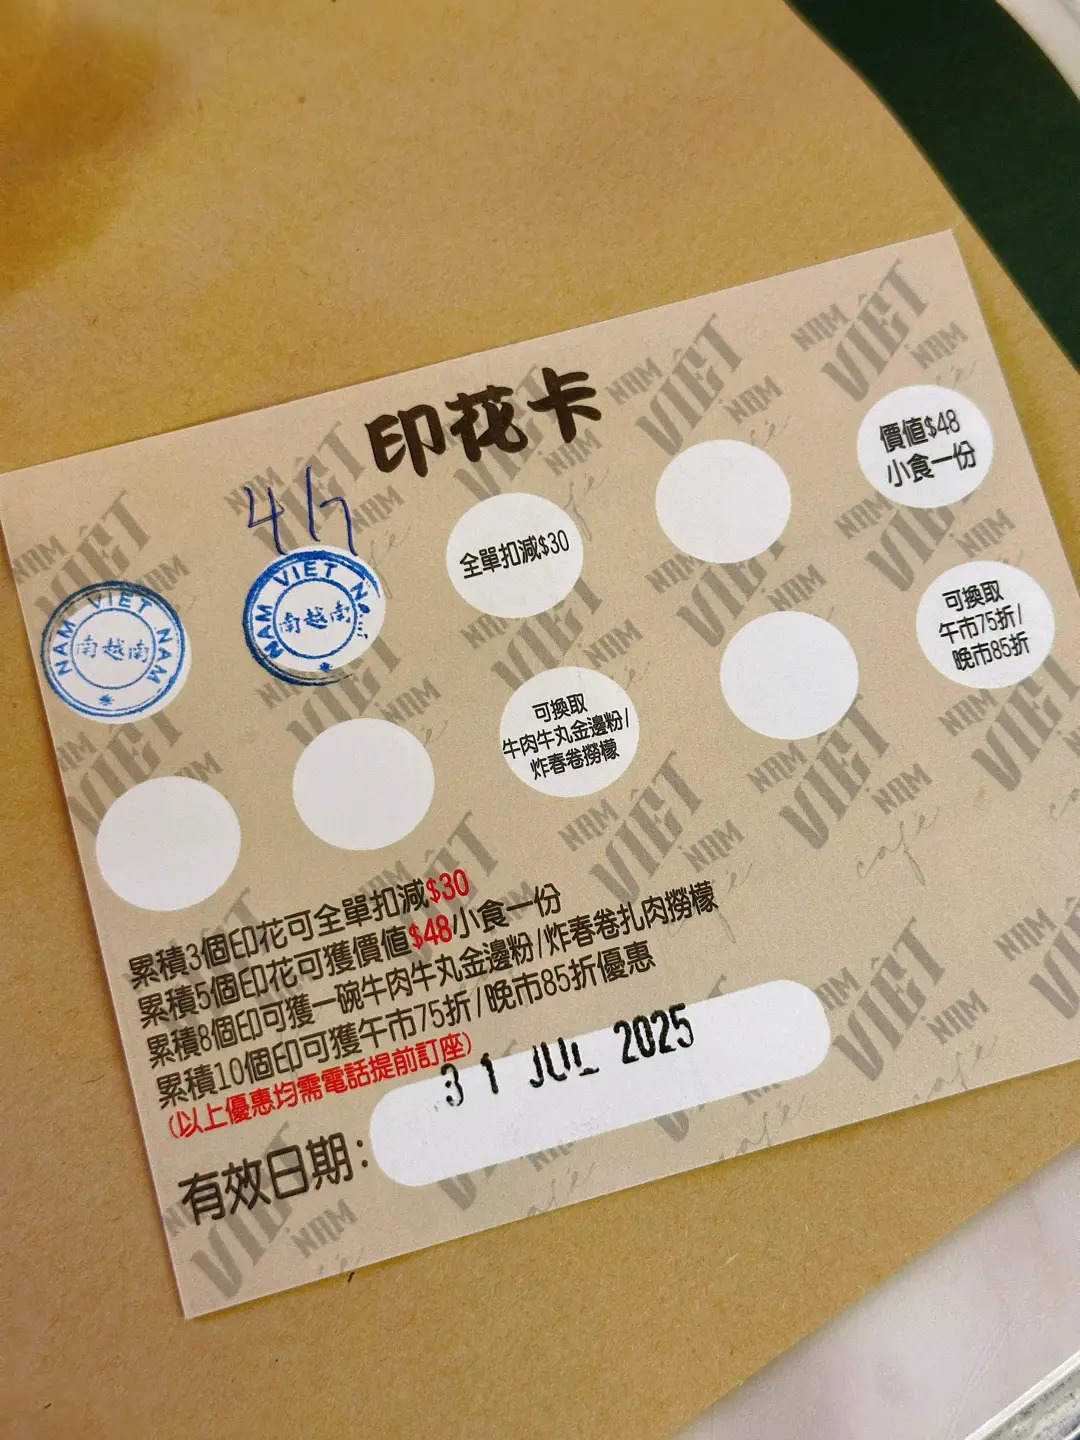 印花卡
4/7
NAM VIET NAM
南越南
NAM VIET N
南越南
全單扣減$30
價值$48
小食一份
可換取
牛肉牛丸金邊粉/
炸春卷撈檬
可換取
午市75折/
晚市85折
累積3個印花可全單扣減$30
累積5個印花可獲價值$48小食一份
累積8個印可獲一碗牛肉牛丸金邊粉/炸春卷扎肉撈檬
累積10個印可獲午市75折/晚市85折優惠
(以上優惠均需電話提前訂座)
有效日期:
31 JUL 2025
NAM
VIỆT
NAM
café